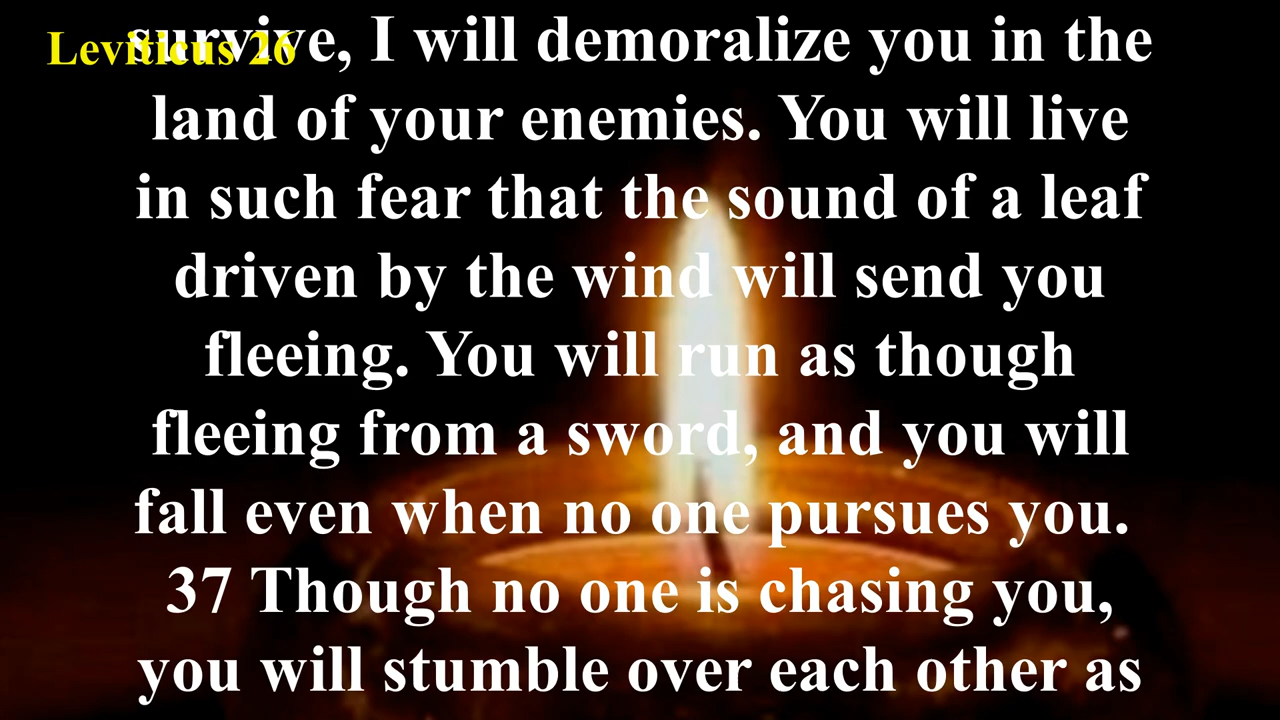 Leviticus 26
survive, I will demoralize you in the
land of your enemies. You will live
in such fear that the sound of a leaf
driven by the wind will send you
fleeing. You will run as though
fleeing from a sword, and you will
fall even when no one pursues you.
37 Though no one is chasing you,
you will stumble over each other as